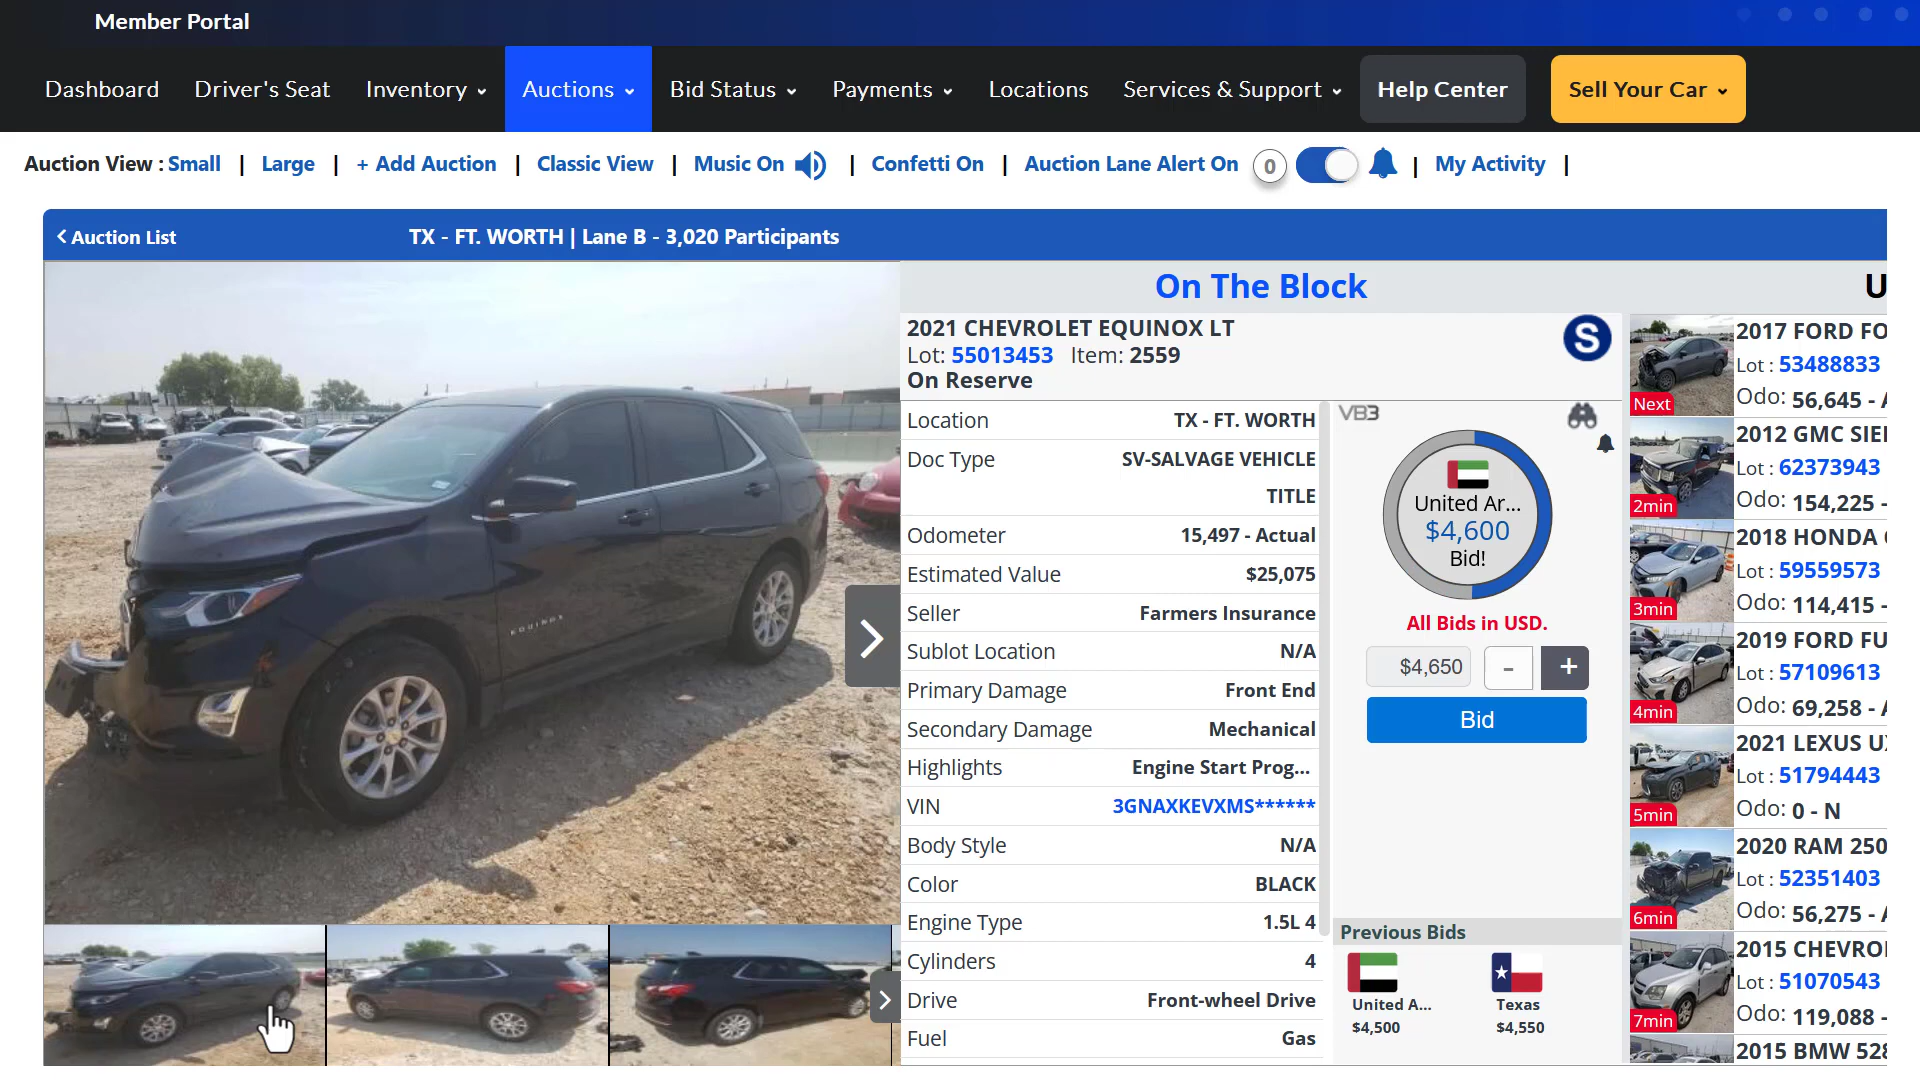 Member Portal
Dashboard Driver's Seat Inventory Auctions Bid Status Payments Locations Services & Support Help Center Sell Your Car
Auction View : Small | Large | + Add Auction | Classic View | Music On | Confetti On | Auction Lane Alert On 0 | My Activity |
Auction List
TX - FT. WORTH | Lane B - 3,020 Participants
On The Block
2021 CHEVROLET EQUINOX LT
Lot: 55013453 Item: 2559
On Reserve
S
Location TX - FT. WORTH
Doc Type SV-SALVAGE VEHICLE
TITLE
Odometer 15,497 - Actual
Estimated Value $25,075
Seller Farmers Insurance
Sublot Location N/A
Primary Damage Front End
Secondary Damage Mechanical
Highlights Engine Start Prog...
VIN 3GNAXKEVXMS******
Body Style N/A
Color BLACK
Engine Type 1.5L 4
Cylinders 4
Drive Front-wheel Drive
Fuel Gas
VB3
United Ar...
$4,600
Bid!
All Bids in USD.
$4,650 - +
Bid
Previous Bids
United A...
$4,500
Texas
$4,550
U
2017 FORD FO
Lot : 53488833
Odo: 56,645 - A
Next
2012 GMC SIE
Lot : 62373943
Odo: 154,225 -
2min
2018 HONDA
Lot : 59559573
Odo: 114,415 -
3min
2019 FORD FU
Lot : 57109613
Odo: 69,258 - A
4min
2021 LEXUS UX
Lot : 51794443
Odo: 0 - N
5min
2020 RAM 250
Lot : 52351403
Odo: 56,275 - A
6min
2015 CHEVROL
Lot : 51070543
Odo: 119,088 -
7min
2015 BMW 528
EQUINOX